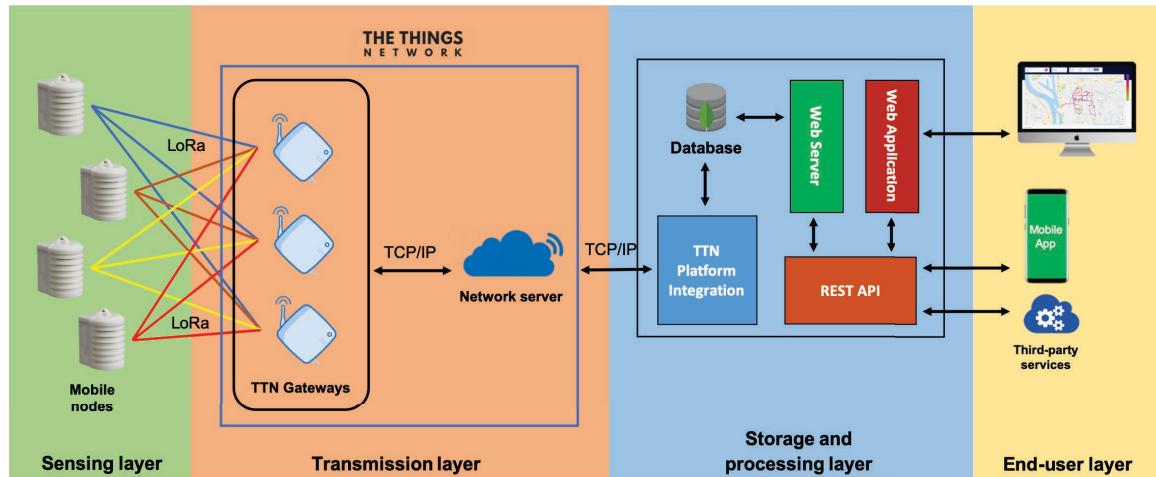 THE THINGS
NETWORK
LoRa
LoRa
Mobile
nodes
TTN Gateways
TCP/IP
Network server
TCP/IP
Database
Web Server
Web Application
TTN
Platform
Integration
REST API
Mobile
App
Third-party
services
Sensing layer
Transmission layer
Storage and
processing layer
End-user layer